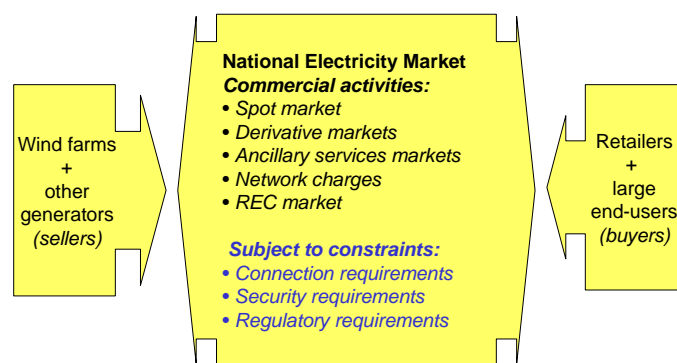 Wind farms
+
other
generators
(sellers)
National Electricity Market
Commercial activities:
• Spot market
• Derivative markets
• Ancillary services markets
• Network charges
• REC market
Subject to constraints:
• Connection requirements
• Security requirements
• Regulatory requirements
Retailers
+
large
end-users
(buyers)